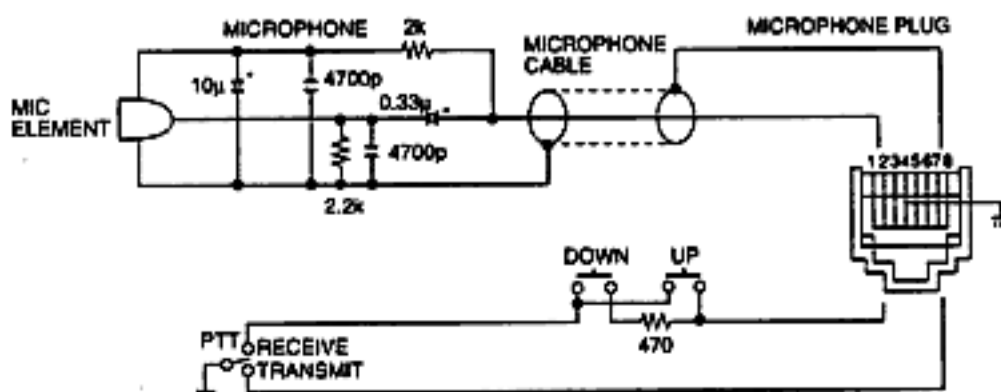 MICROPHONE
2k
MICROPHONE PLUG
MICROPHONE
CABLE
10μ
+
4700p
MIC
ELEMENT
0.33μ
+
4700p
2.2k
12345678
DOWN
UP
470
PTT
RECEIVE
TRANSMIT